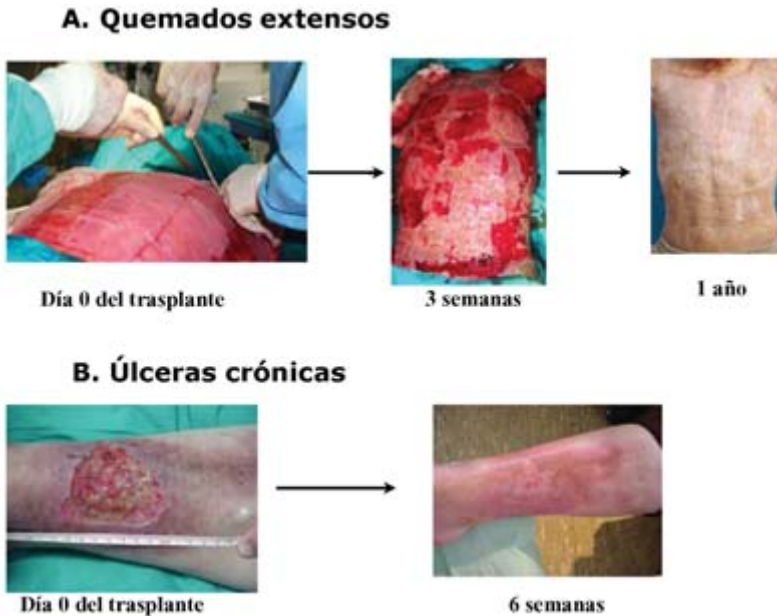 A. Quemados extensos
Día 0 del trasplante
3 semanas
1 año
B. Úlceras crónicas
Día 0 del trasplante
6 semanas